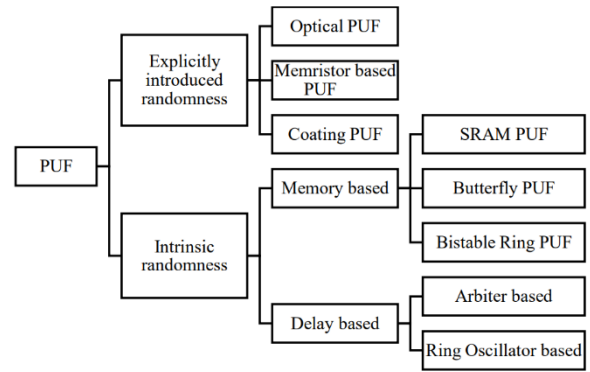 PUF
Explicitly
introduced
randomness
Optical PUF
Memristor based
PUF
Coating PUF
Intrinsic
randomness
Memory based
SRAM PUF
Butterfly PUF
Bistable Ring PUF
Delay based
Arbiter based
Ring Oscillator based